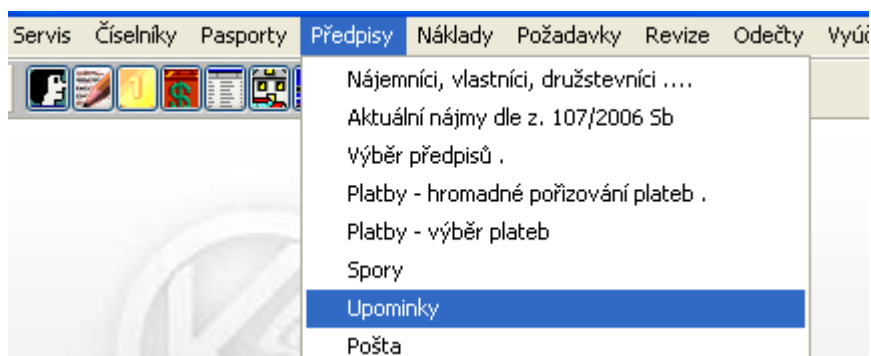 Servis Číselníky Pasporty Předpisy Náklady Požadavky Revize Odečty
Nájemníci, vlastníci, družstevníci ....
Aktuální nájmy dle z. 107/2006 Sb
Výběr předpisů .
Platby - hromadné pořizování plateb .
Platby - výběr plateb
Spory
Upominky
Pošta